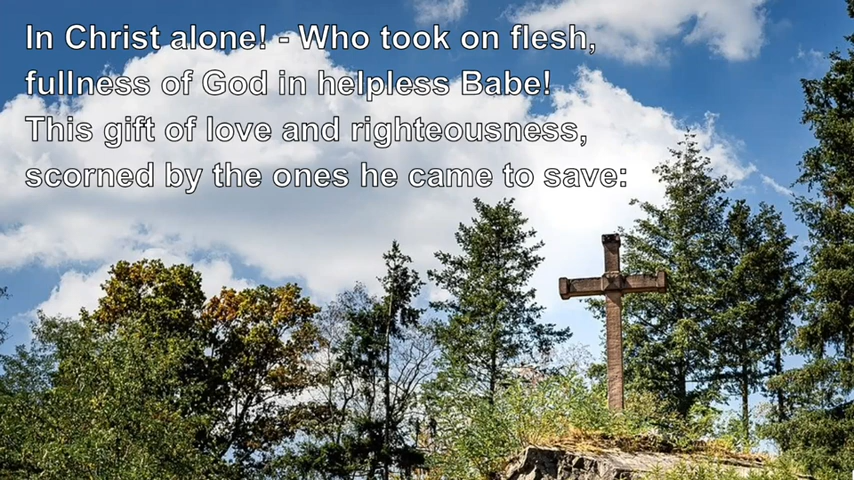 In Christ alone! - Who took on flesh,
fullness of God in helpless Babe!
This gift of love and righteousness,
scorned by the ones he came to save: